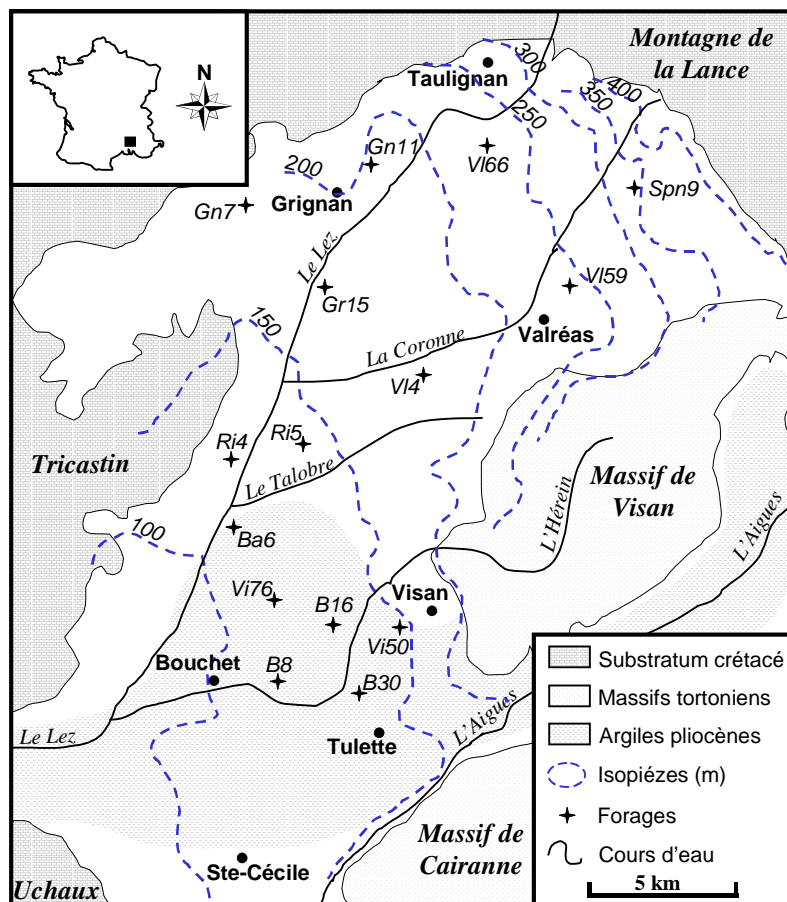 N
Montagne de
la Lance
Taulignan
300
250
350
400
Gn11
Vl66
200
Spn9
Gn7
Grignan
Le Lez
Vl59
Gr15
150
Valréas
La Coronne
Vl4
Ri5
Ri4
Tricastin
Le Talobre
Massif de
Visan
L'Hérein
L'Aigues
100
Ba6
Vi76
B16
Visan
Vi50
Bouchet
B8
B30
Le Lez
Tulette
L'Aigues
Massif de
Cairanne
Ste-Cécile
Uchaux
Substratum crétacé
Massifs tortoniens
Argiles pliocènes
Isopièzes (m)
Forages
Cours d'eau
5 km